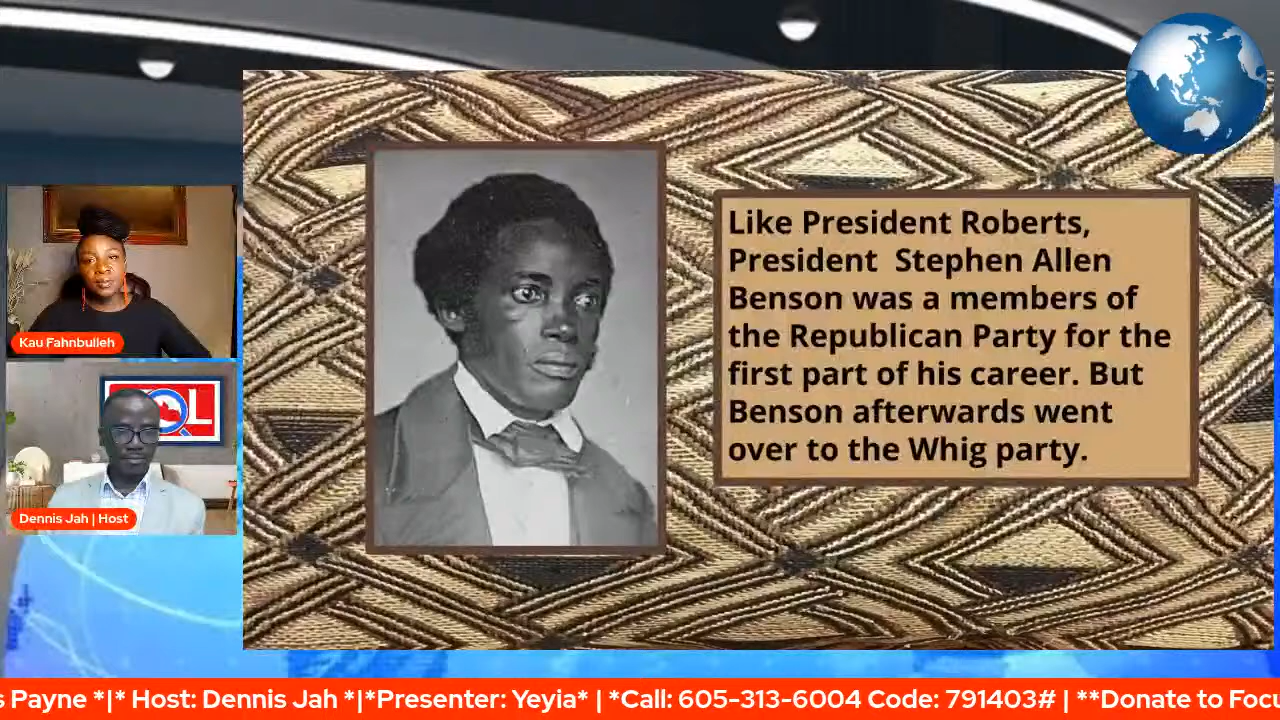 Like President Roberts,
President  Stephen Allen
Benson was a members of
the Republican Party for the
first part of his career. But
Benson afterwards went
over to the Whig party.
Kau Fahnbulleh
OL
Dennis Jah | Host
s Payne *|* Host: Dennis Jah *|*Presenter: Yeyia* | *Call: 605-313-6004 Code: 791403# | **Donate to Focu